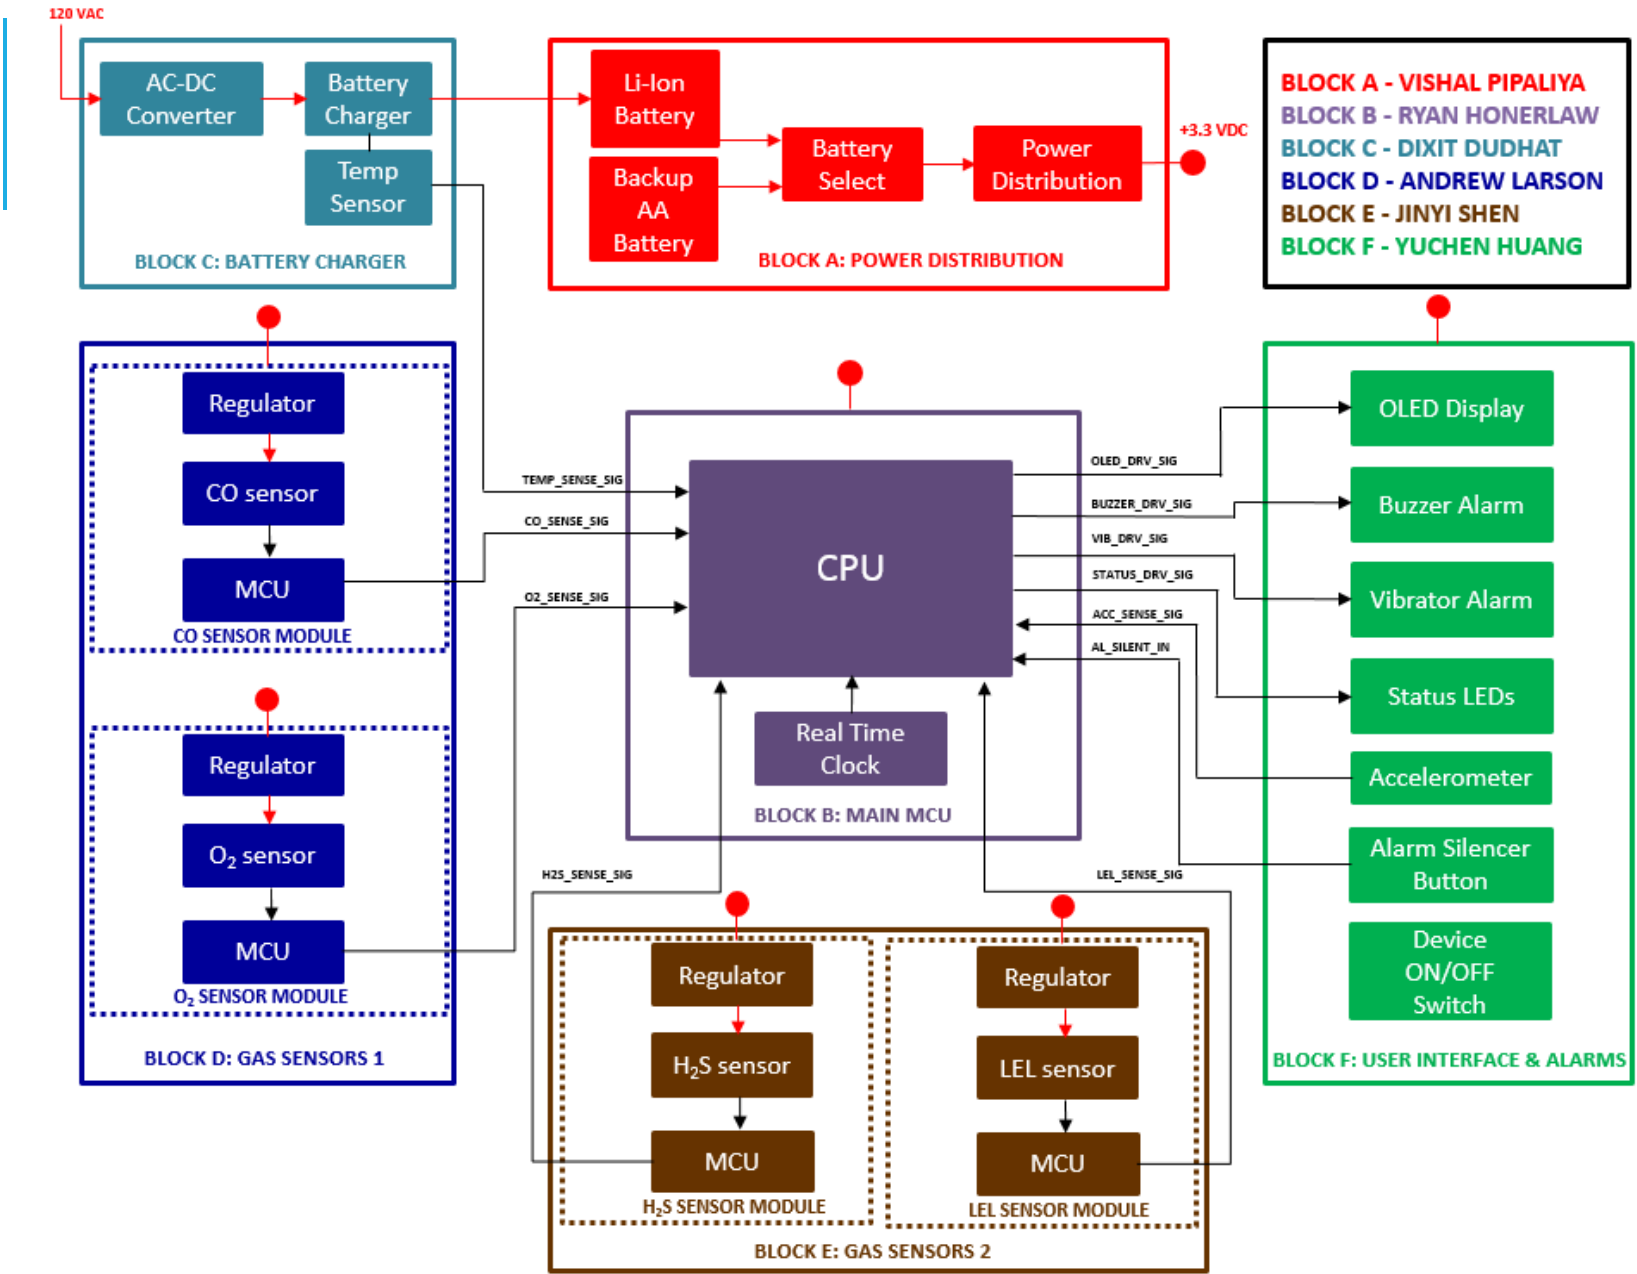 120 VAC
AC-DC
Converter
Battery
Charger
Temp
Sensor
BLOCK C: BATTERY CHARGER
Li-Ion
Battery
Backup
AA
Battery
Battery
Select
Power
Distribution
+3.3 VDC
BLOCK A: POWER DISTRIBUTION
BLOCK A - VISHAL PIPALIYA
BLOCK B - RYAN HONERLAW
BLOCK C - DIXIT DUDHAT
BLOCK D - ANDREW LARSON
BLOCK E - JINYI SHEN
BLOCK F - YUCHEN HUANG
Regulator
CO sensor
MCU
CO SENSOR MODULE
Regulator
O₂ sensor
MCU
O₂ SENSOR MODULE
BLOCK D: GAS SENSORS 1
TEMP_SENSE_SIG
CO_SENSE_SIG
O2_SENSE_SIG
CPU
Real Time
Clock
BLOCK B: MAIN MCU
OLED_DRV_SIG
BUZZER_DRV_SIG
VIB_DRV_SIG
STATUS_DRV_SIG
ACC_SENSE_SIG
AL_SILENT_IN
H2S_SENSE_SIG
LEL_SENSE_SIG
OLED Display
Buzzer Alarm
Vibrator Alarm
Status LEDs
Accelerometer
Alarm Silencer
Button
Device
ON/OFF
Switch
BLOCK F: USER INTERFACE & ALARMS
Regulator
H₂S sensor
MCU
H₂S SENSOR MODULE
Regulator
LEL sensor
MCU
LEL SENSOR MODULE
BLOCK E: GAS SENSORS 2